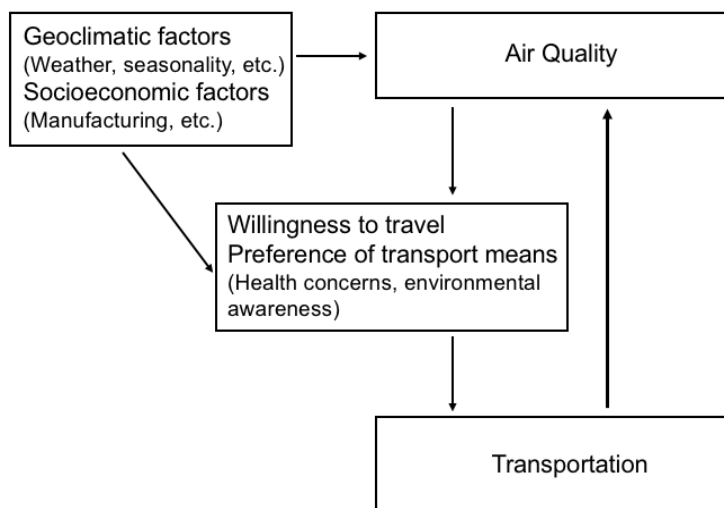 Geoclimatic factors
(Weather, seasonality, etc.)
Socioeconomic factors
(Manufacturing, etc.)
Air Quality
Willingness to travel
Preference of transport means
(Health concerns, environmental
awareness)
Transportation